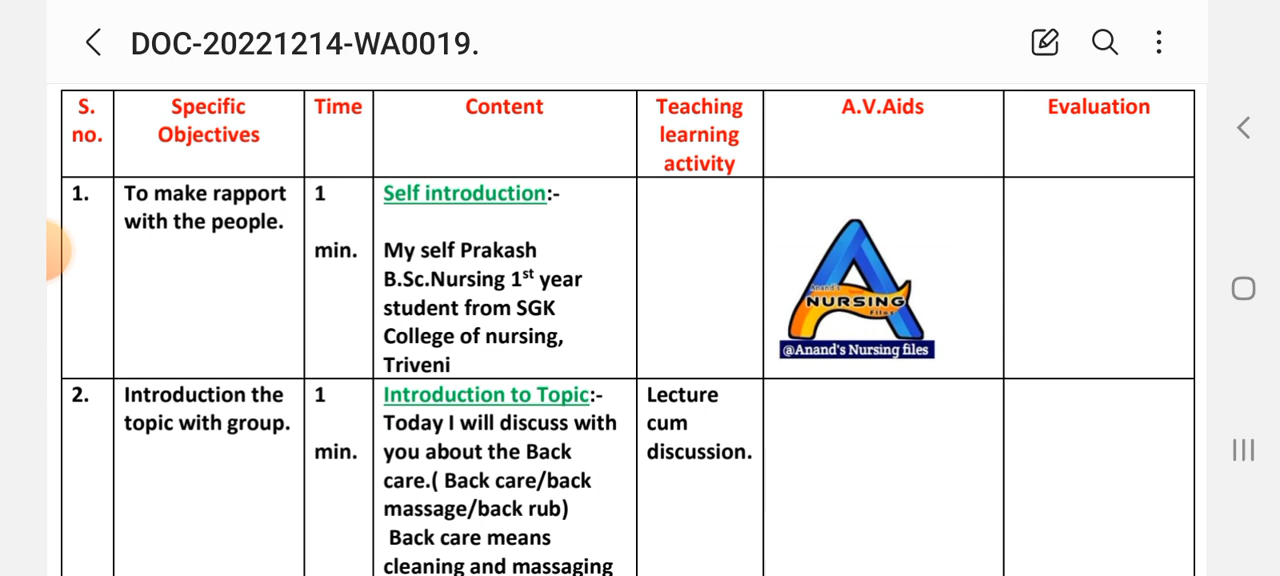 DOC-20221214-WA0019.
S. no.
Specific Objectives
Time
Content
Teaching learning activity
A.V.Aids
Evaluation
1.
To make rapport
with the people.
1
min.
Self introduction:-
My self Prakash
B.Sc.Nursing 1st year
student from SGK
College of nursing,
Triveni
Anand's
NURSING
Files
@Anand's Nursing files
2.
Introduction the
topic with group.
1
min.
Introduction to Topic:-
Today I will discuss with
you about the Back
care.( Back care/back
massage/back rub)
Back care means
cleaning and massaging
Lecture
cum
discussion.